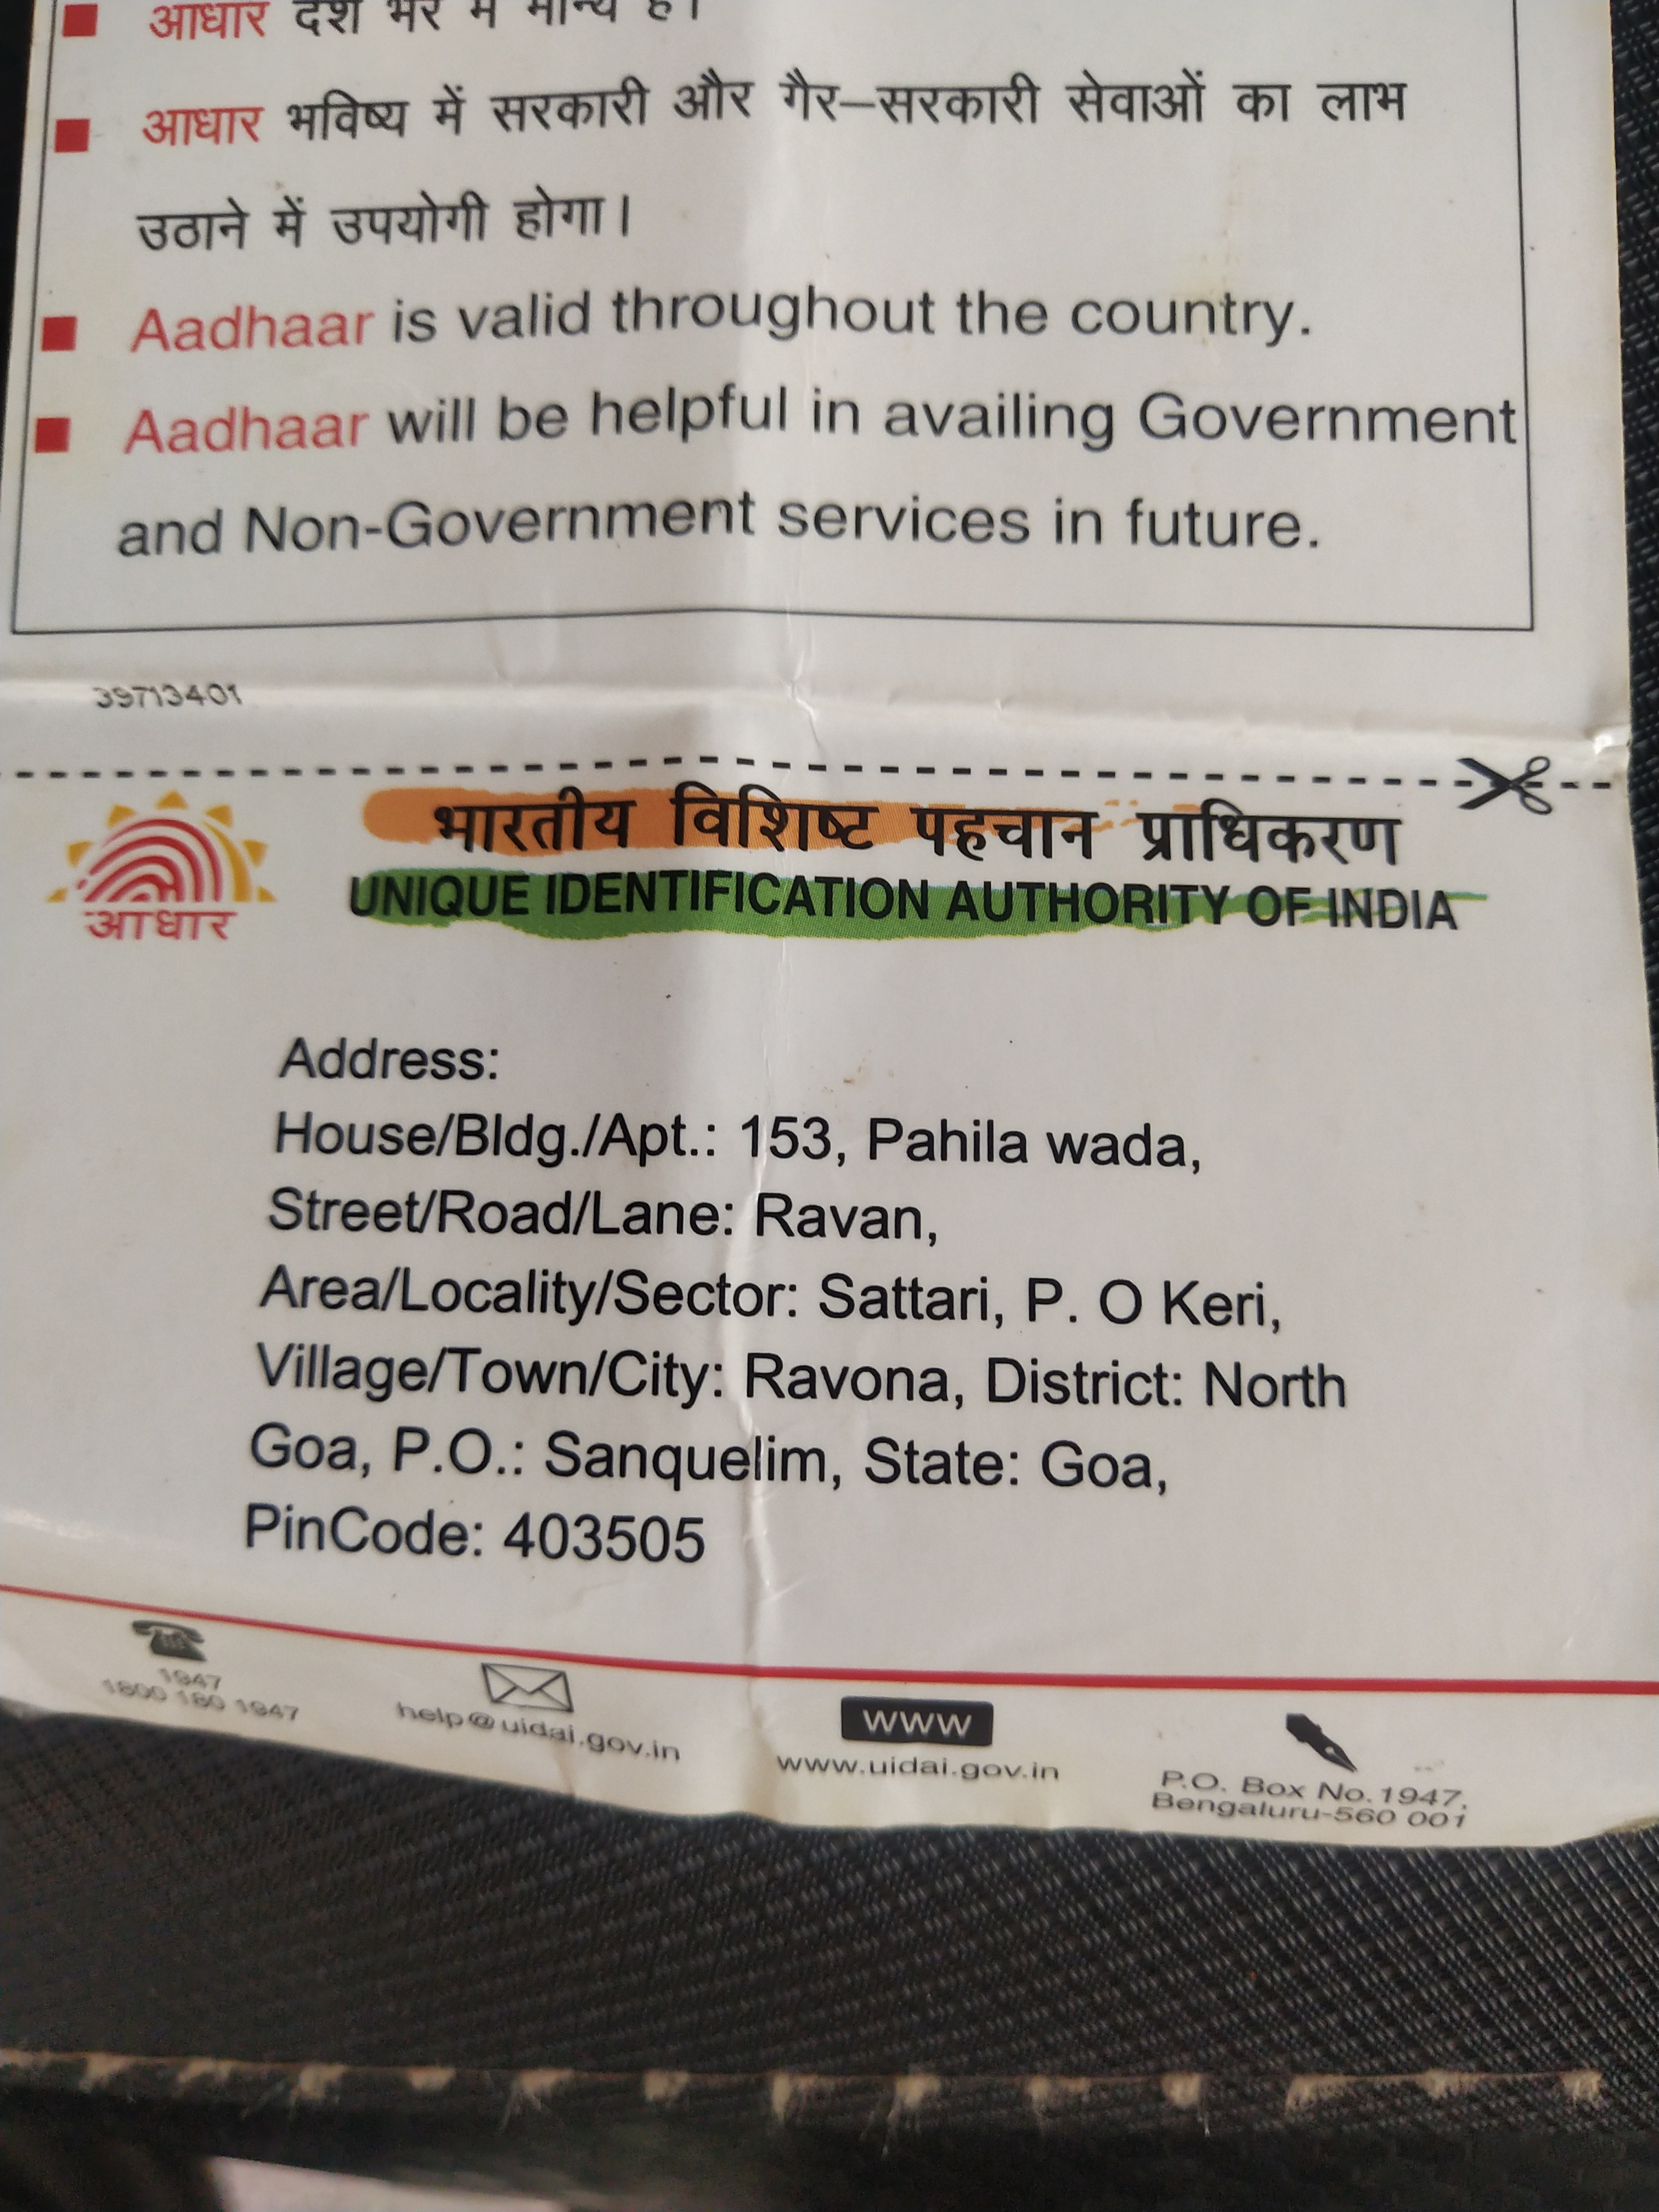 आधार देश भर में मान्य है।
आधार भविष्य में सरकारी और गैर–सरकारी सेवाओं का लाभ
उठाने में उपयोगी होगा।
Aadhaar is valid throughout the country.
Aadhaar will be helpful in availing Government
and Non-Government services in future.
39713401
भारतीय विशिष्ट पहचान प्राधिकरण
UNIQUE IDENTIFICATION AUTHORITY OF INDIA
आधार
Address:
House/Bldg./Apt.: 153, Pahila wada,
Street/Road/Lane: Ravan,
Area/Locality/Sector: Sattari, P. O Keri,
Village/Town/City: Ravona, District: North
Goa, P.O.: Sanquelim, State: Goa,
PinCode: 403505
1947
1800 180 1947
help@uidai.gov.in
www
www.uidai.gov.in
P.O. Box No.1947,
Bengaluru-560 001